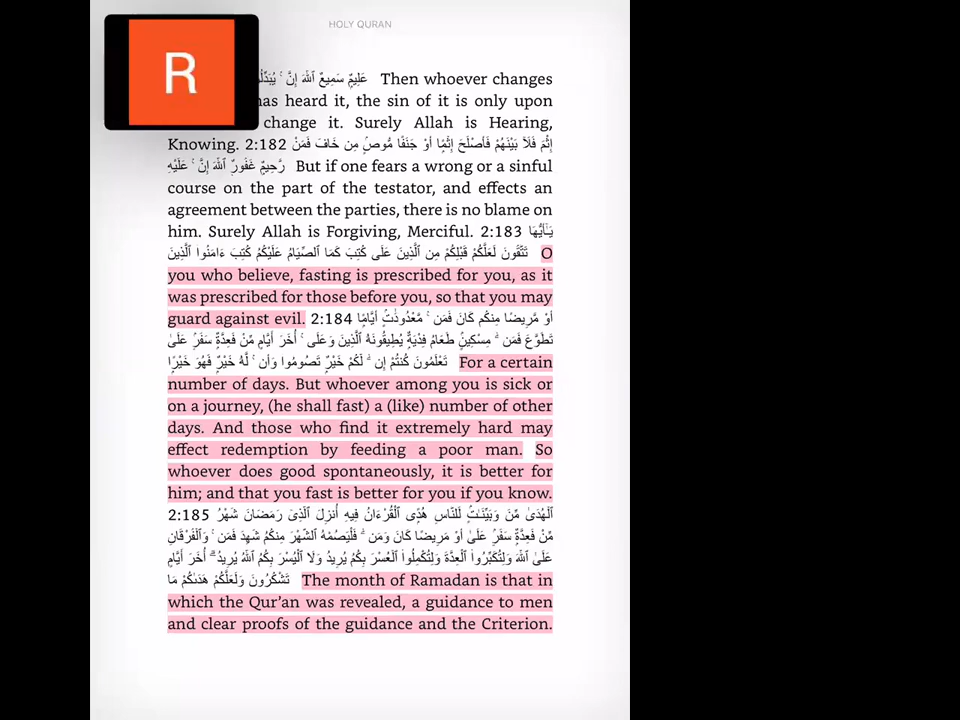 HOLY QURAN
R
عَلِيمٌ سَمِيعٌ ٱللَّهَ إِنَّ ۚ Then whoever changes
has heard it, the sin of it is only upon
change it. Surely Allah is Hearing,
Knowing. 2:182 إِثْمَ فَلَآ بَيْنَهُمْ فَأَصْلَحَ إِثْمًا أَوْ جَنَفًا مُّوصٍ مِن خَافَ فَمَنْ
رَّحِيمٌ غَفُورٌ ٱللَّهَ إِنَّ ۚ عَلَيْهِ But if one fears a wrong or a sinful
course on the part of the testator, and effects an
agreement between the parties, there is no blame on
him. Surely Allah is Forgiving, Merciful. 2:183 يَـٰٓأَيُّهَا
تَتَّقُونَ لَعَلَّكُمْ قَبْلِكُمْ مِن ٱلَّذِينَ عَلَى كُتِبَ كَمَا ٱلصِّيَامُ عَلَيْكُمُ كُتِبَ ءَامَنُوا۟ ٱلَّذِينَ O
you who believe, fasting is prescribed for you, as it
was prescribed for those before you, so that you may
guard against evil. 2:184 أَوْ مَّرِيضًا مِنكُم كَانَ فَمَن ۚ مَّعْدُودَٰتٍ أَيَّامًا
تَطَوَّعَ فَمَن ۖ مِسْكِينٍ طَعَامُ فِدْيَةٌ يُطِيقُونَهُۥ ٱلَّذِينَ وَعَلَى ۚ أُخَرَ أَيَّامٍ مِّنْ فَعِدَّةٌ سَفَرٍ عَلَىٰ
تَعْلَمُونَ كُنتُمْ إِن ۖ لَّكُمْ خَيْرٌ تَصُومُوا۟ وَأَن ۚ لَّهُۥ خَيْرٌ فَهُوَ خَيْرًا For a certain
number of days. But whoever among you is sick or
on a journey, (he shall fast) a (like) number of other
days. And those who find it extremely hard may
effect redemption by feeding a poor man. So
whoever does good spontaneously, it is better for
him; and that you fast is better for you if you know.
2:185 ٱلْهُدَىٰ مِّنَ وَبَيِّنَـٰتٍ لِّلنَّاسِ هُدًى ٱلْقُرْءَانُ فِيهِ أُنزِلَ ٱلَّذِىٓ رَمَضَانَ شَهْرُ
مِّنْ فَعِدَّةٌ سَفَرٍ عَلَىٰ أَوْ مَرِيضًا كَانَ وَمَن ۖ فَلْيَصُمْهُ ٱلشَّهْرَ مِنكُمُ شَهِدَ فَمَن ۚ وَٱلْفُرْقَانِ
عَلَىٰ ٱللَّهَ وَلِتُكَبِّرُوا۟ ٱلْعِدَّةَ وَلِتُكْمِلُوا۟ ٱلْعُسْرَ بِكُمُ يُرِيدُ وَلَا ٱلْيُسْرَ بِكُمُ ٱللَّهُ يُرِيدُ ۗ أُخَرَ أَيَّامٍ
تَشْكُرُونَ وَلَعَلَّكُمْ هَدَىٰكُمْ مَا The month of Ramadan is that in
which the Qur’an was revealed, a guidance to men
and clear proofs of the guidance and the Criterion.